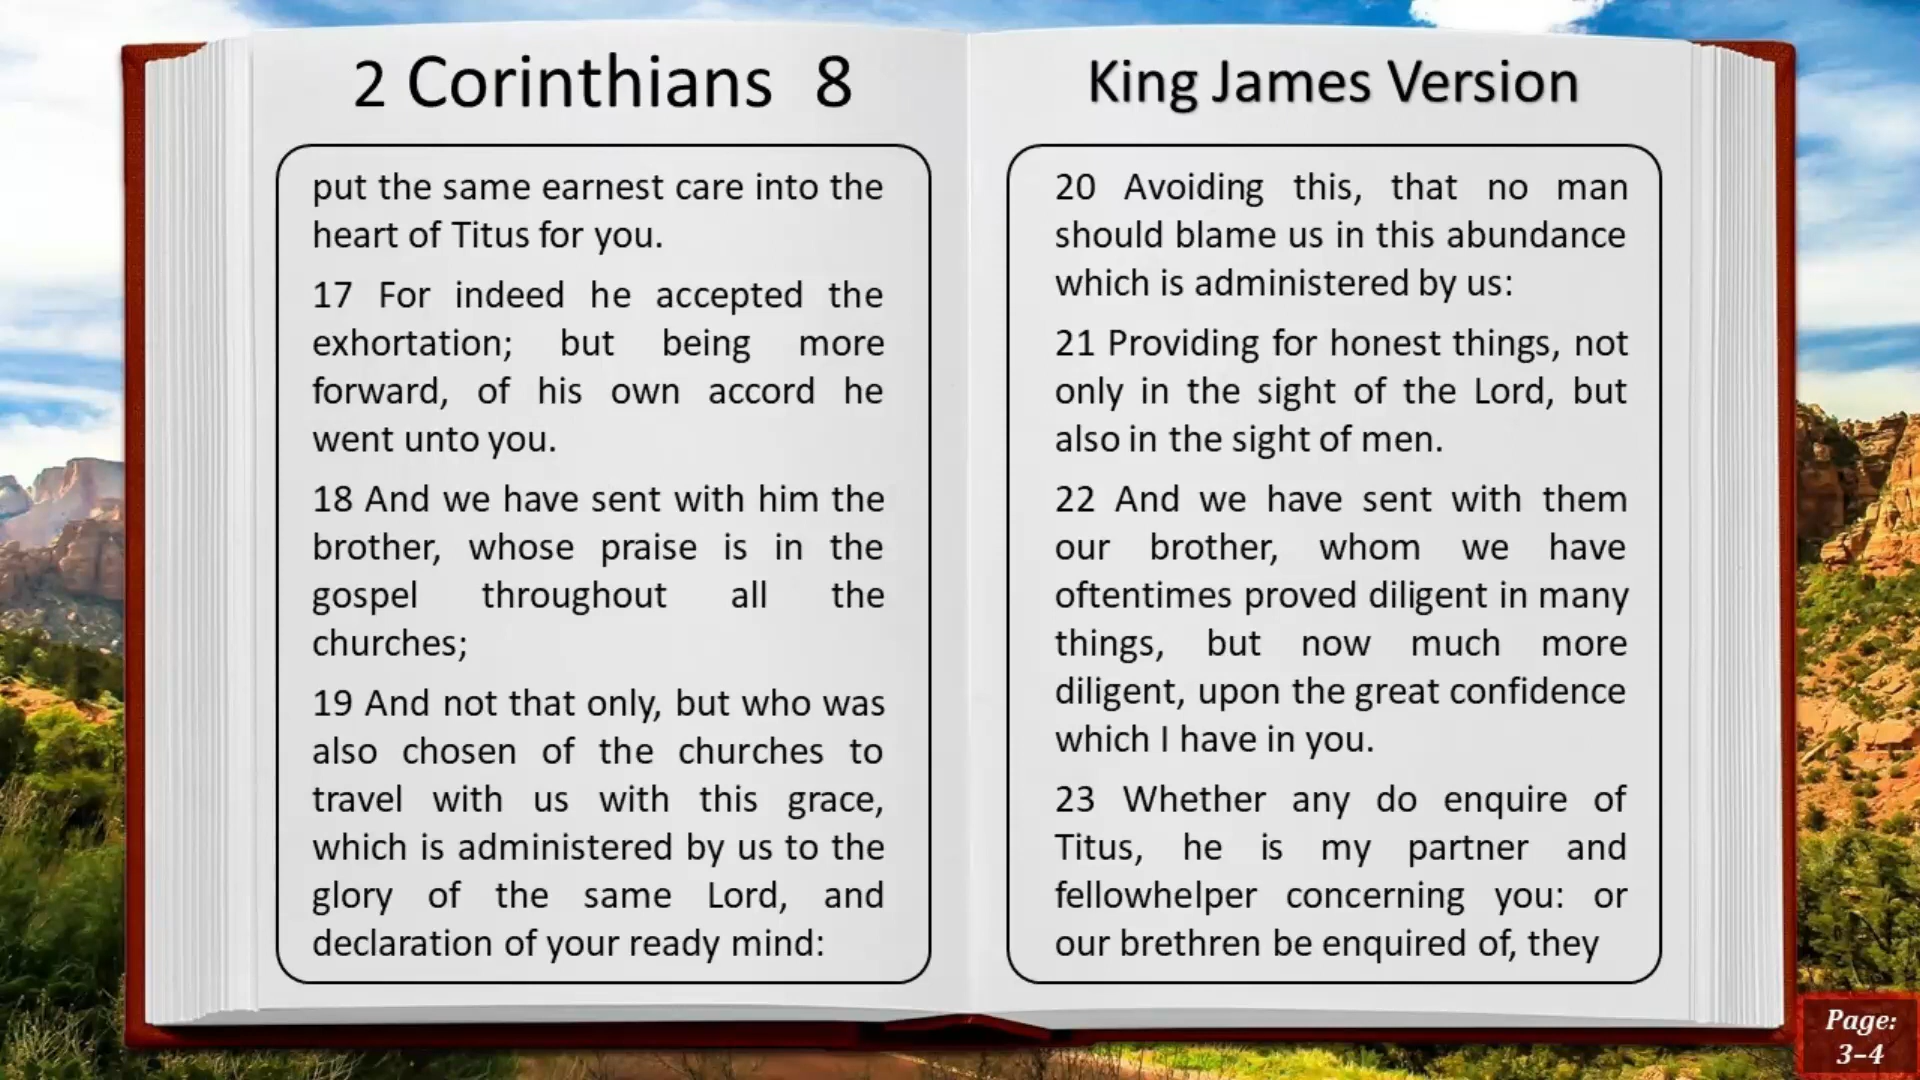 2 Corinthians 8
put the same earnest care into the
heart of Titus for you.
17 For indeed he accepted the
exhortation; but being more
forward, of his own accord he
went unto you.
18 And we have sent with him the
brother, whose praise is in the
gospel throughout all the
churches;
19 And not that only, but who was
also chosen of the churches to
travel with us with this grace,
which is administered by us to the
glory of the same Lord, and
declaration of your ready mind:
King James Version
20 Avoiding this, that no man
should blame us in this abundance
which is administered by us:
21 Providing for honest things, not
only in the sight of the Lord, but
also in the sight of men.
22 And we have sent with them
our brother, whom we have
oftentimes proved diligent in many
things, but now much more
diligent, upon the great confidence
which I have in you.
23 Whether any do enquire of
Titus, he is my partner and
fellowhelper concerning you: or
our brethren be enquired of, they
Page:
3–4